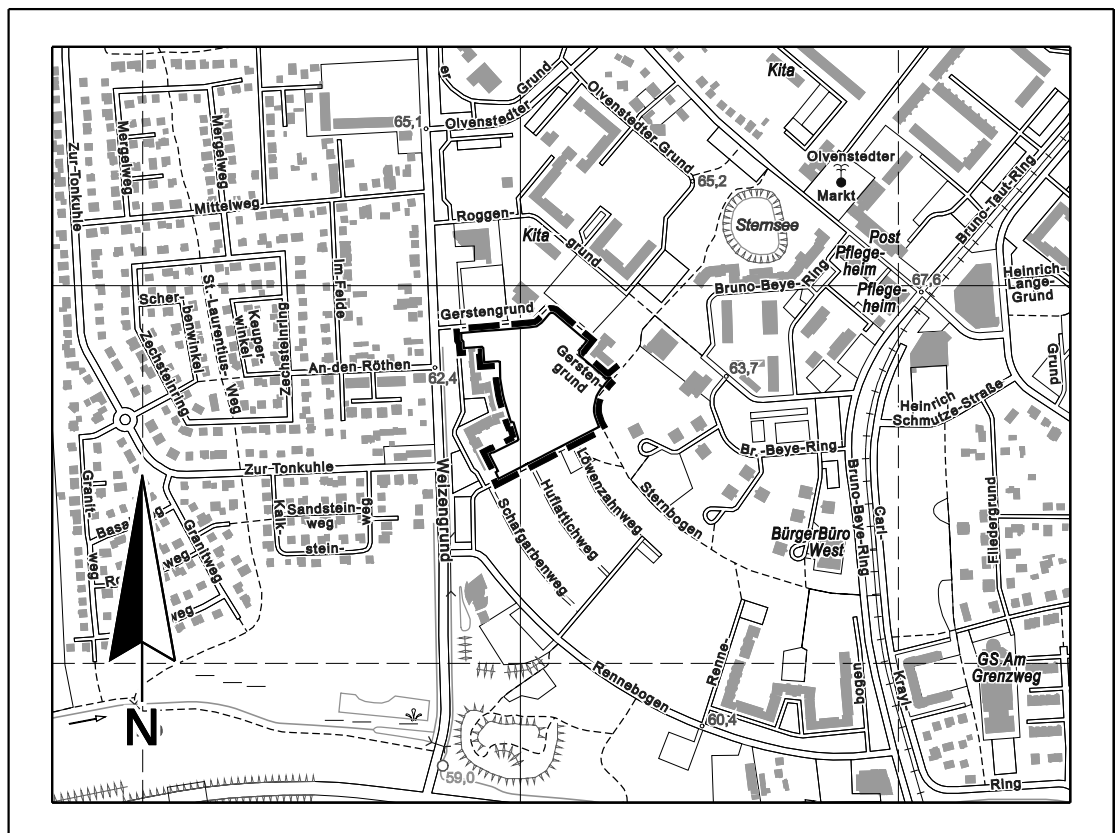 Kita
er
Grund
65,1
Olvenstedter
Olvenstedter-Grund
Mergelweg
Mergelweg
Zur-Tonkuhle
65,2
Olvenstedter
Markt
Bruno-Taut-Ring
Mittelweg
Roggen-
grund
Kita
Sternsee
Post
Pflege-
heim
Pflege-
heim
Bruno-Beye-Ring
67,6
Heinrich-
Lange-
Grund
Im-Felde
Scher-
benwinkel
St.-Laurentius-
Weg
Keuper-
winkel
Zechsteinring
Zechsteinring
Gerstengrund
Gersten-
grund
An-den-Röthen
62,4
63,7
Grund
Heinrich
Schmutze-Straße
Br.-Beye-Ring
Zur-Tonkuhle
Weizengrund
Granit-
weg
Granitweg
weg
weg
Kalk
stein-
weg
Sandstein-
weg
Schafgarbenweg
Huflattichweg
Löwenzahnweg
Sternbogen
BürgerBüro
West
Bruno-Beye-Ring
Carl-
Krayl-
Ring
Fliedergrund
GS Am
Grenzweg
Rennebogen
Renne-
bogen
60,4
59,0
N